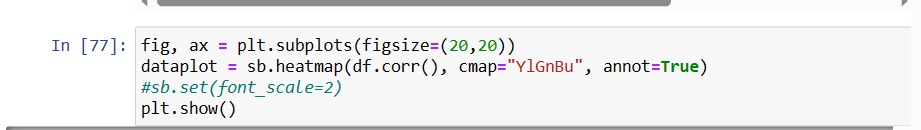 In [77]: fig, ax = plt.subplots(figsize=(20,20))
dataplot = sb.heatmap(df.corr(), cmap="YlGnBu", annot=True)
#sb.set(font_scale=2)
plt.show()